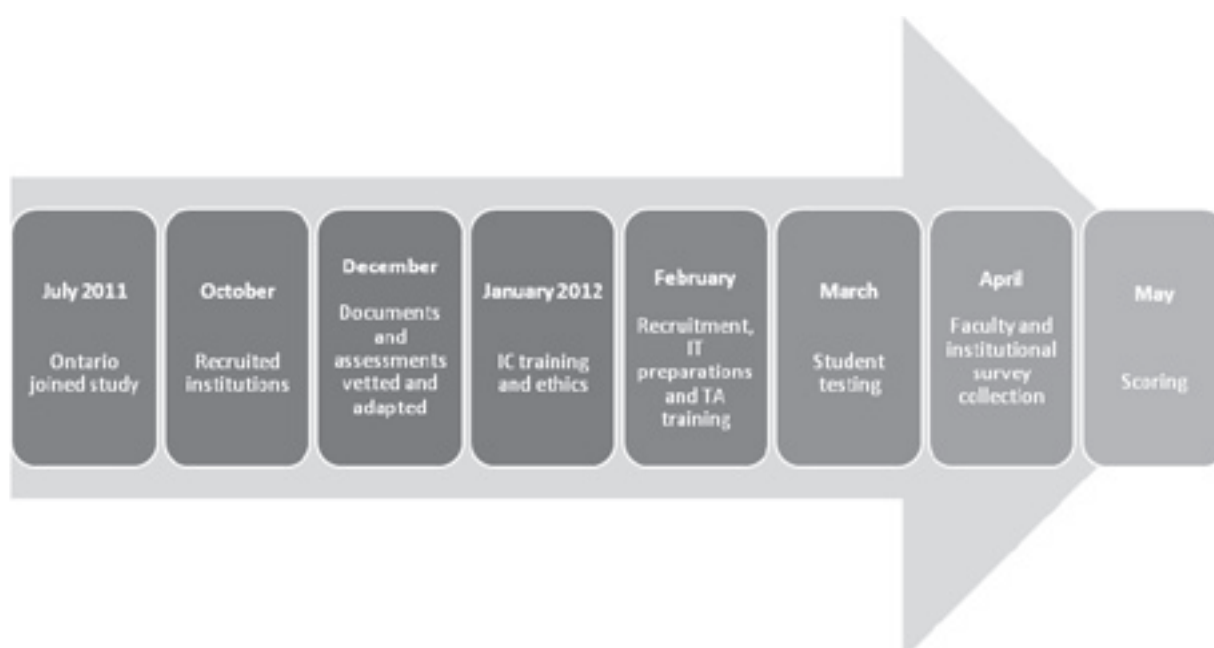 July 2011
Ontario
joined study
October
Recruited
institutions
December
Documents
and
assessments
vetted and
adapted
January 2012
IC training
and ethics
February
Recruitment,
IT
preparations
and TA
training
March
Student
testing
April
Faculty and
institutional
survey
collection
May
Scoring